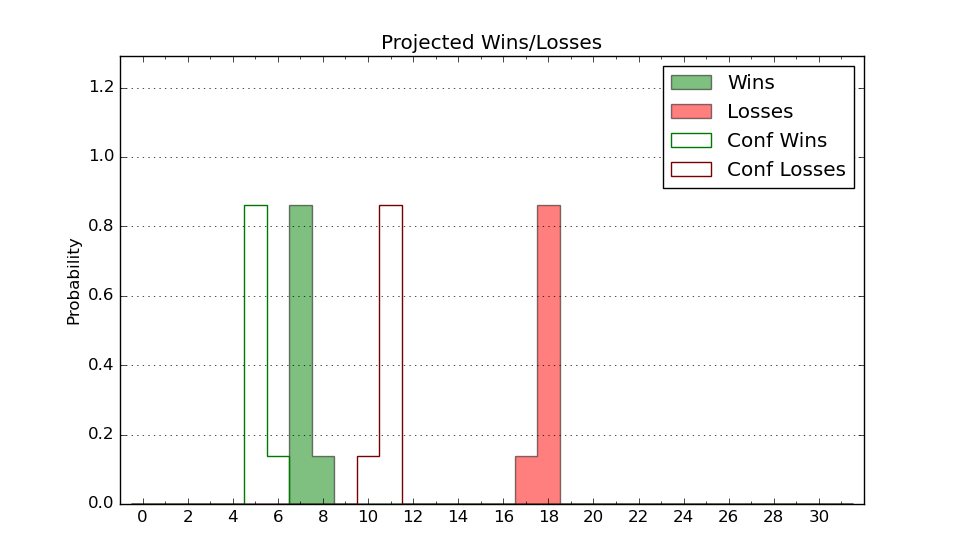 Projected Wins/Losses
Wins
Losses
Conf Wins
Conf Losses
Probability
1.2
1.0
0.8
0.6
0.4
0.2
0.0
0 2 4 6 8 10 12 14 16 18 20 22 24 26 28 30